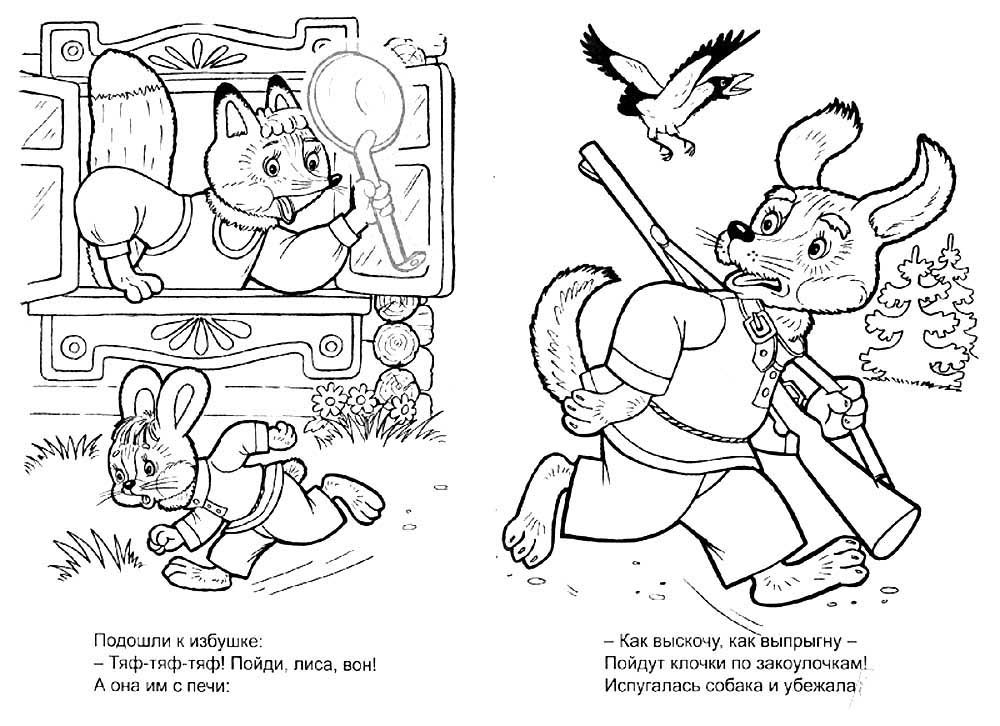 Подошли к избушке:
– Тяф-тяф-тяф! Пойди, лиса, вон!
А она им с печи:
– Как выскочу, как выпрыгну –
Пойдут клочки по закоулочкам!
Испугалась собака и убежала